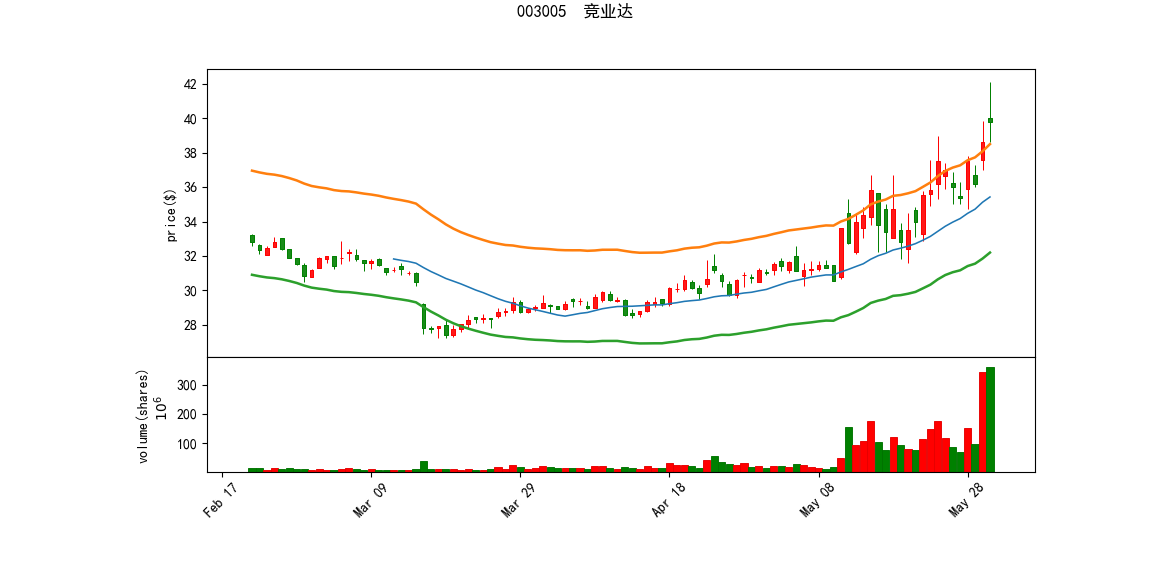 003005  竞业达
price($)
42
40
38
36
34
32
30
28
volume(shares)
10^6
300
200
100
Feb 17
Mar 09
Mar 29
Apr 18
May 08
May 28